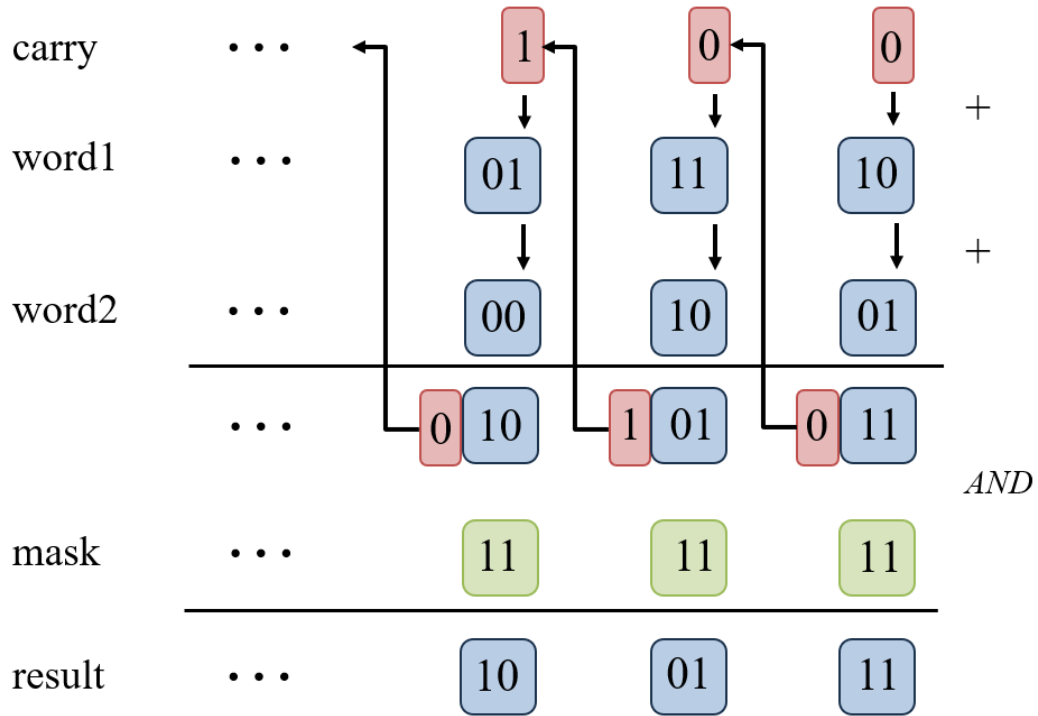 carry ··· 1 0 0
+
word1 ··· 01 11 10
+
word2 ··· 00 10 01
··· 0 10 1 01 0 11
AND
mask ··· 11 11 11
result ··· 10 01 11